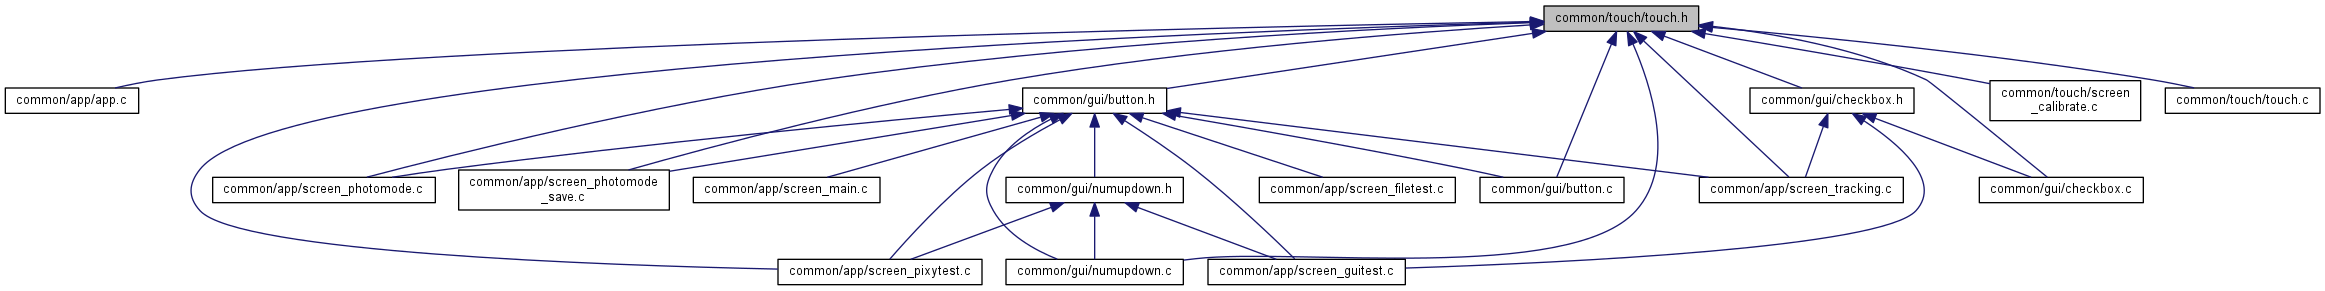 common/touch/touch.h
common/app/app.c
common/gui/button.h
common/gui/checkbox.h
common/touch/screen
_calibrate.c
common/touch/touch.c
common/app/screen_photomode.c
common/app/screen_photomode
_save.c
common/app/screen_main.c
common/gui/numupdown.h
common/app/screen_filetest.c
common/gui/button.c
common/app/screen_tracking.c
common/gui/checkbox.c
common/app/screen_pixytest.c
common/gui/numupdown.c
common/app/screen_guitest.c